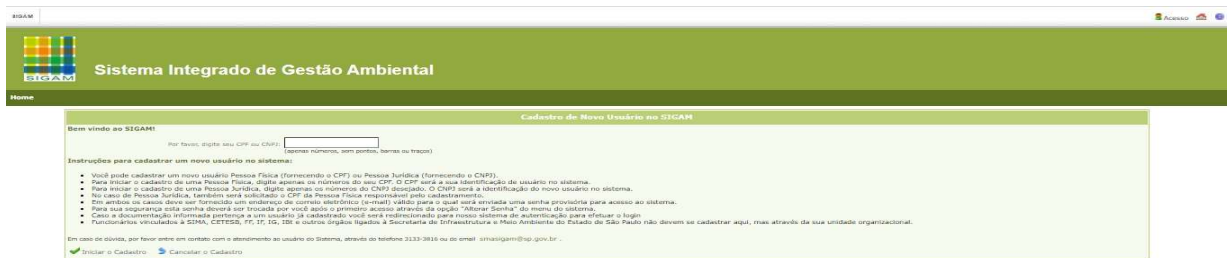 SIGAM
Acesso
SIGAM
Sistema Integrado de Gestão Ambiental
Home
Cadastro de Novo Usuário no SIGAM
Bem vindo ao SIGAM!
Por favor, digite seu CPF ou CNPJ:
(apenas números, sem pontos, barras ou traços)
Instruções para cadastrar um novo usuário no sistema:
Você pode cadastrar um novo usuário Pessoa Física (fornecendo o CPF) ou Pessoa Jurídica (fornecendo o CNPJ).
Para iniciar o cadastro de uma Pessoa Física, digite apenas os números do seu CPF. O CPF será a sua identificação de usuário no sistema.
Para iniciar o cadastro de uma Pessoa Jurídica, digite apenas os números do CNPJ desejado. O CNPJ será a identificação do novo usuário no sistema.
No caso de Pessoa Jurídica, também será solicitado o CPF da Pessoa Física responsável pelo cadastramento.
Em ambos os casos deve ser fornecido um endereço de correio eletrônico (e-mail) válido para o qual será enviada uma senha provisória para acesso ao sistema.
Para sua segurança esta senha deverá ser trocada por você após o primeiro acesso através da opção "Alterar Senha" do menu do sistema.
Caso a documentação informada pertença a um usuário já cadastrado você será redirecionado para nosso sistema de autenticação para efetuar o login
Funcionários vinculados à SIMA, CETESB, FF, IF, IG, IBt e outros órgãos ligados à Secretaria de Infraestrutura e Meio Ambiente do Estado de São Paulo não devem se cadastrar aqui, mas através da sua unidade organizacional.
Em caso de dúvida, por favor entre em contato com o atendimento ao usuário do Sistema, através do telefone 3133-3816 ou do email smasigam@sp.gov.br .
Iniciar o Cadastro Cancelar o Cadastro